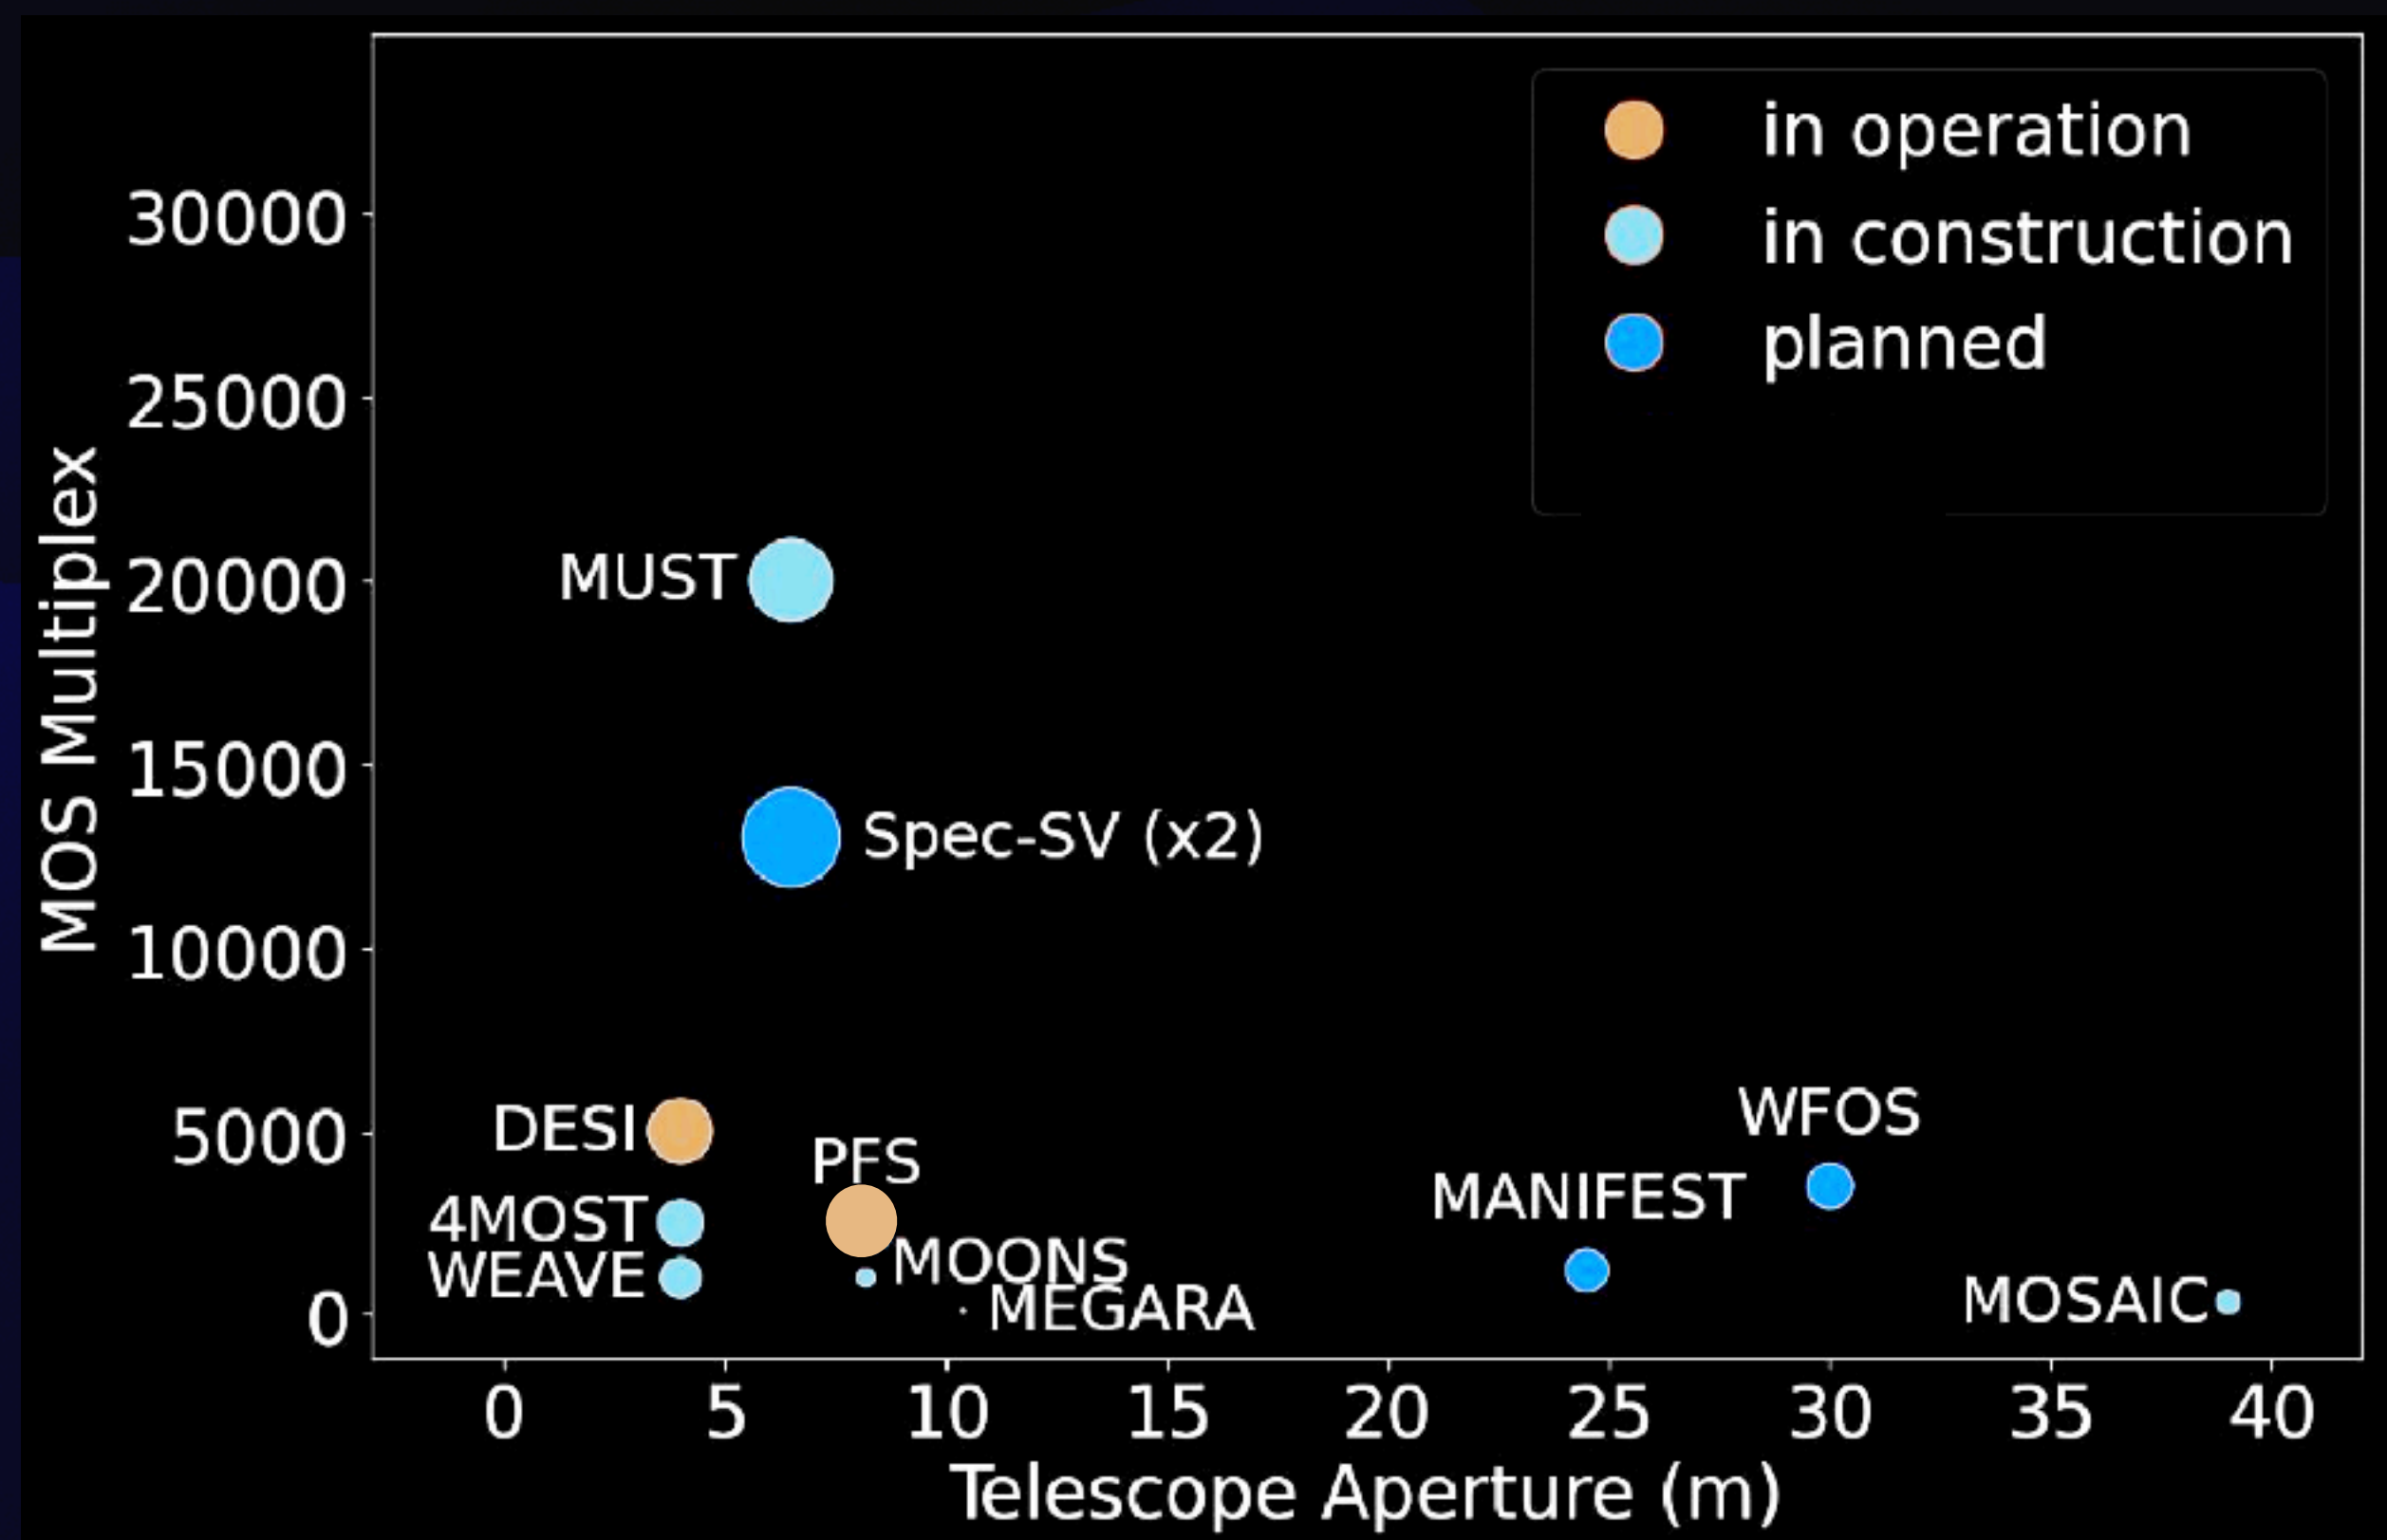 in operation
in construction
planned
30000
25000
20000
15000
10000
5000
0
MOS Multiplex
MUST
Spec-SV (x2)
DESI
PFS
4MOST
WEAVE
MOONS
MEGARA
WFOS
MANIFEST
MOSAIC
0 5 10 15 20 25 30 35 40
Telescope Aperture (m)